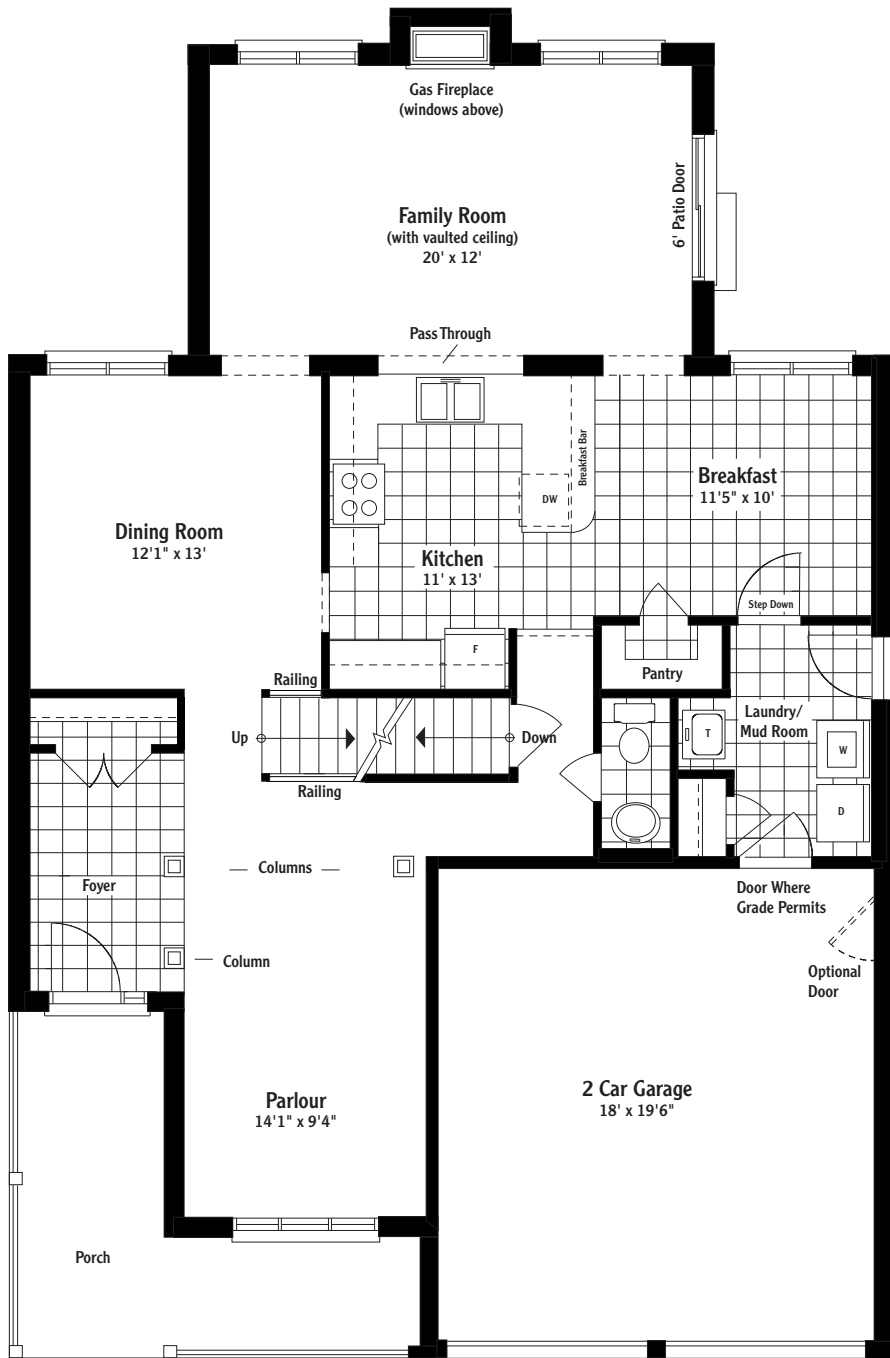 Gas Fireplace
(windows above)
Family Room
(with vaulted ceiling)
20' x 12'
6' Patio Door
Pass Through
Breakfast Bar
DW
Breakfast
11'5" x 10'
Dining Room
12'1" x 13'
Kitchen
11' x 13'
Step Down
F
Pantry
Railing
Up
Down
Railing
T
Laundry/
Mud Room
W
D
Foyer
Columns
Column
Door Where
Grade Permits
Optional
Door
Parlour
14'1" x 9'4"
2 Car Garage
18' x 19'6"
Porch